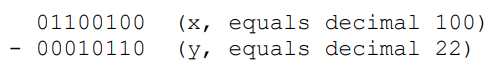 01100100 (x, equals decimal 100)
- 00010110 (y, equals decimal 22)